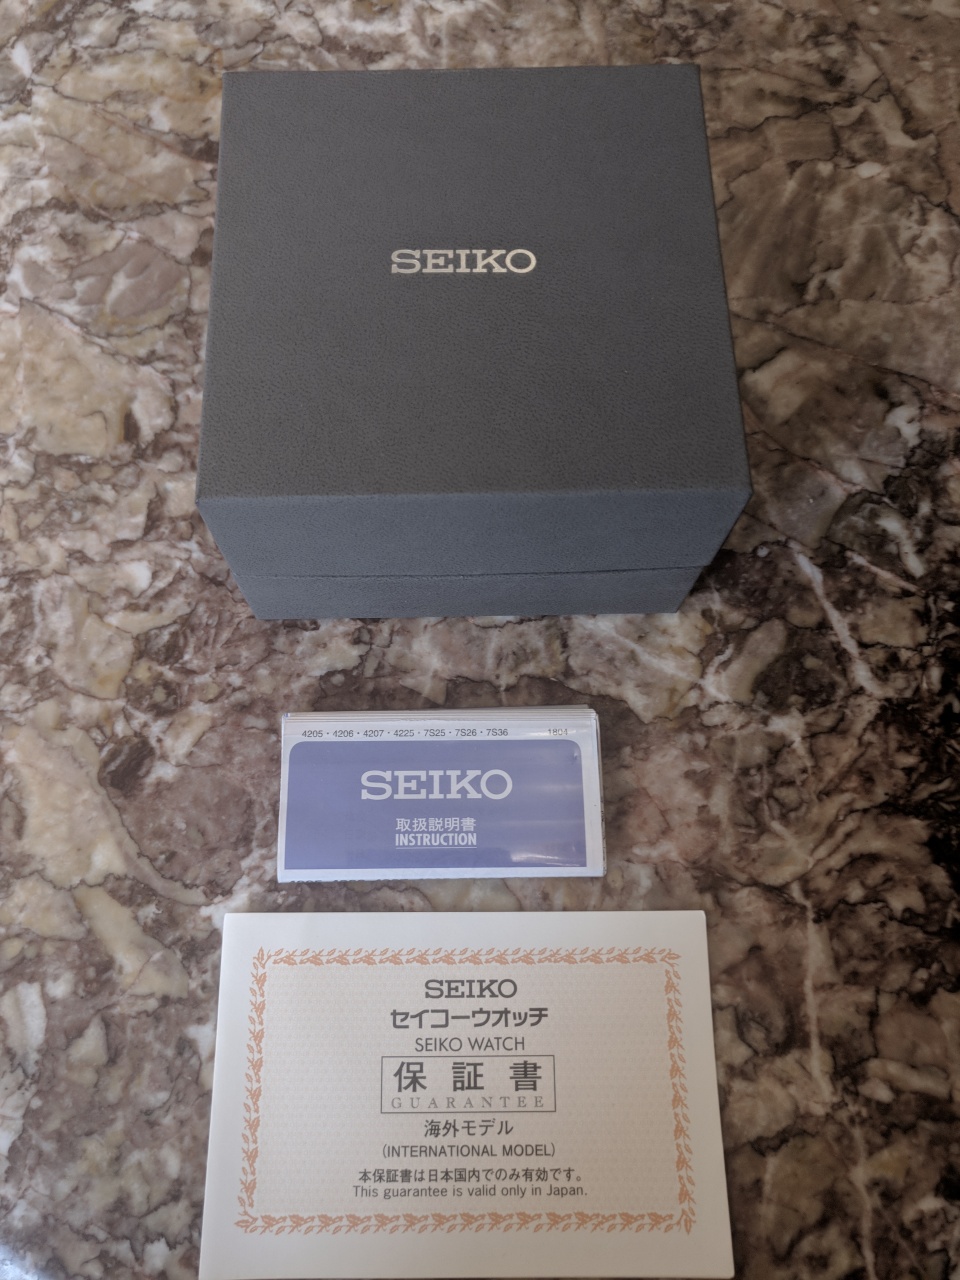 SEIKO
4205・4206・4207・4225・7S25・7S26・7S36 1804
SEIKO
取扱説明書
INSTRUCTION
SEIKO
セイコーウオッチ
SEIKO WATCH
保証書
GUARANTEE
海外モデル
(INTERNATIONAL MODEL)
本保証書は日本国内でのみ有効です。
This guarantee is valid only in Japan.